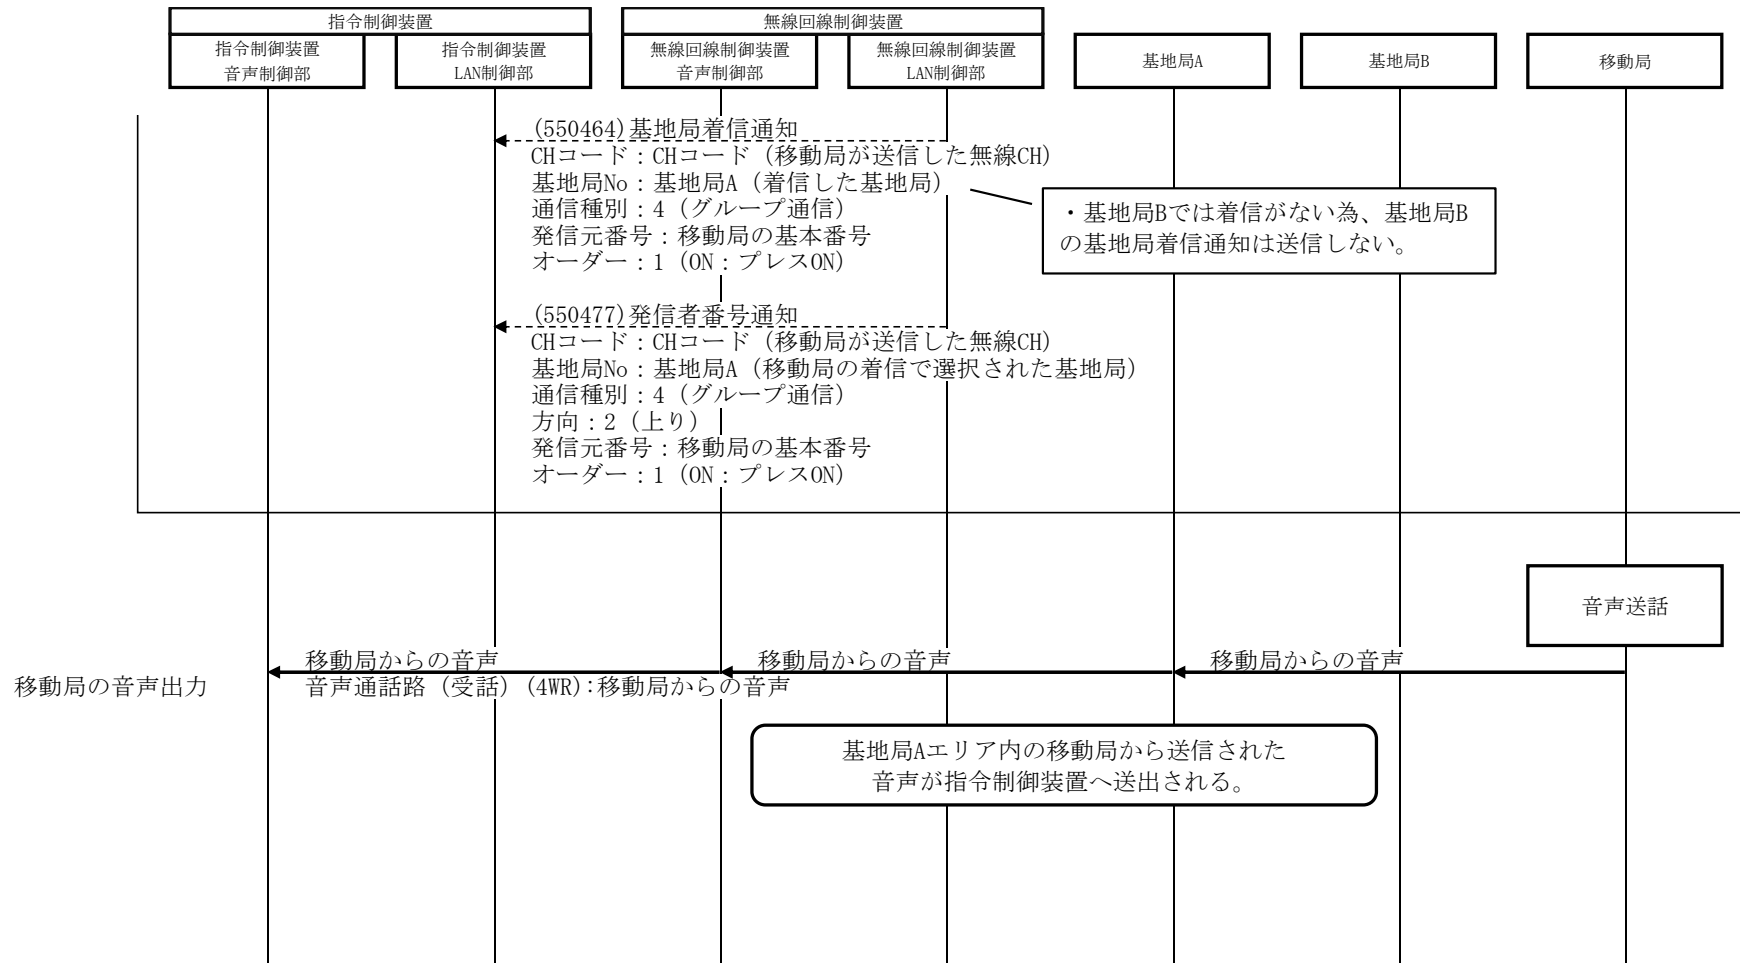 指令制御装置
無線回線制御装置
指令制御装置
音声制御部
指令制御装置
LAN制御部
無線回線制御装置
音声制御部
無線回線制御装置
LAN制御部
基地局A
基地局B
移動局
(550464)基地局着信通知
CHコード：CHコード（移動局が送信した無線CH）
基地局No：基地局A（着信した基地局）
通信種別：4（グループ通信）
発信元番号：移動局の基本番号
オーダー：1（ON：プレスON）
・基地局Bでは着信がない為、基地局B
の基地局着信通知は送信しない。
(550477)発信者番号通知
CHコード：CHコード（移動局が送信した無線CH）
基地局No：基地局A（移動局の着信で選択された基地局）
通信種別：4（グループ通信）
方向：2（上り）
発信元番号：移動局の基本番号
オーダー：1（ON：プレスON）
音声送話
移動局からの音声
移動局からの音声
移動局からの音声
移動局の音声出力
音声通話路（受話）(4WR):移動局からの音声
基地局Aエリア内の移動局から送信された
音声が指令制御装置へ送出される。